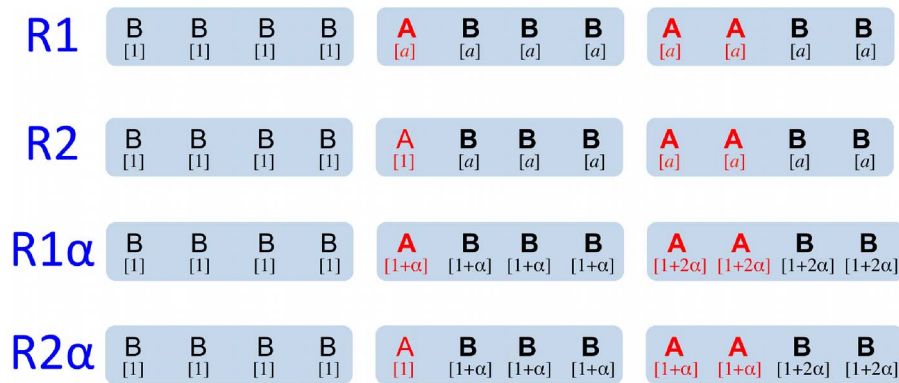 R1 B B B B A B B B A A B B
[1] [1] [1] [1] [a] [a] [a] [a] [a] [a] [a] [a]
R2 B B B B A B B B A A B B
[1] [1] [1] [1] [1] [a] [a] [a] [a] [a] [a] [a]
R1α B B B B A B B B A A B B
[1] [1] [1] [1] [1+α] [1+α] [1+α] [1+α] [1+2α] [1+2α] [1+2α] [1+2α]
R2α B B B B A B B B A A B B
[1] [1] [1] [1] [1] [1+α] [1+α] [1+α] [1+α] [1+α] [1+2α] [1+2α]